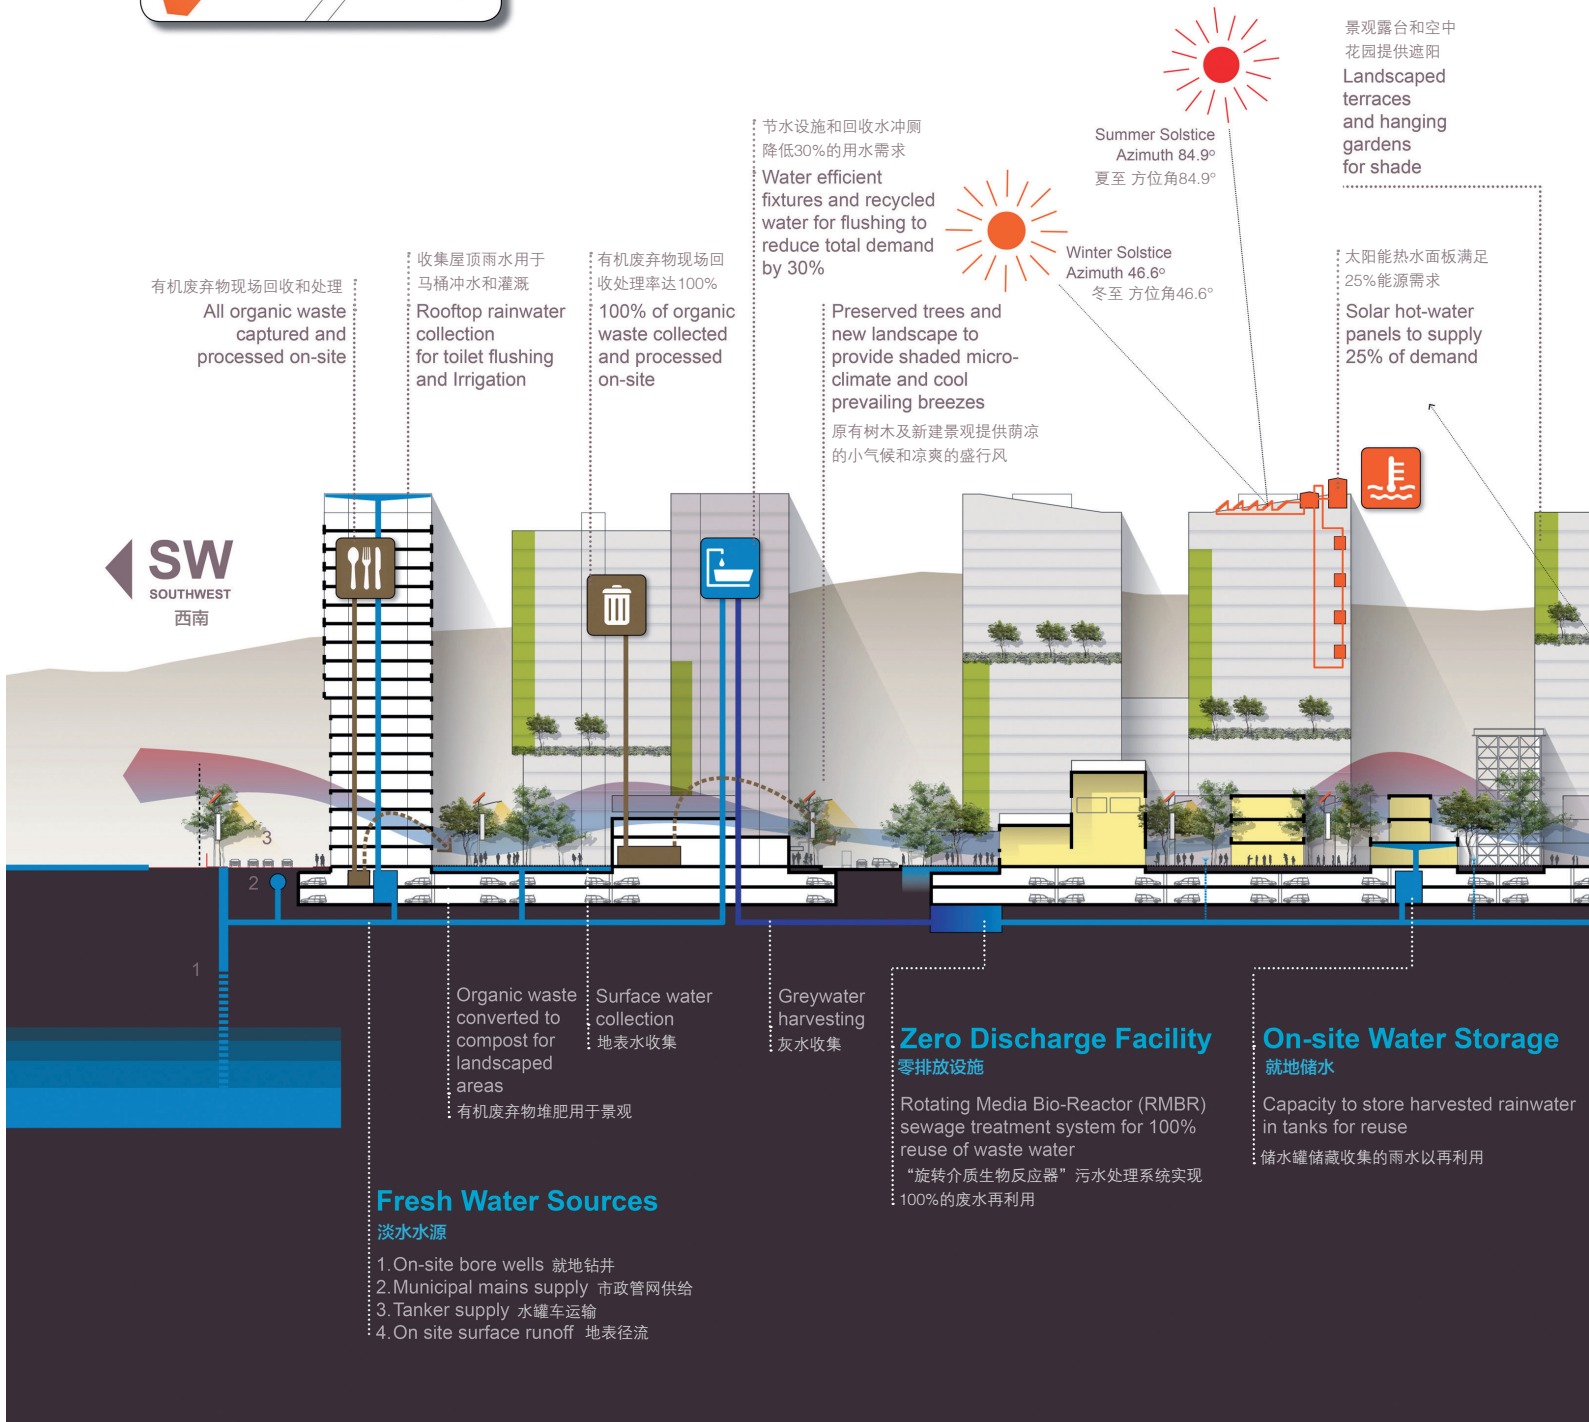 景观露台和空中
花园提供遮阳
Landscaped
terraces
and hanging
gardens
for shade
节水设施和回收水冲厕
降低30%的用水需求
Water efficient
fixtures and recycled
water for flushing to
reduce total demand
by 30%
Summer Solstice
Azimuth 84.9°
夏至 方位角84.9°
Winter Solstice
Azimuth 46.6°
冬至 方位角46.6°
有机废弃物现场回收和处理
All organic waste
captured and
processed on-site
收集屋顶雨水用于
马桶冲水和灌溉
Rooftop rainwater
collection
for toilet flushing
and Irrigation
有机废弃物现场回
收处理率达100%
100% of organic
waste collected
and processed
on-site
Preserved trees and
new landscape to
provide shaded micro-
climate and cool
prevailing breezes
原有树木及新建景观提供荫凉
的小气候和凉爽的盛行风
太阳能热水面板满足
25%能源需求
Solar hot-water
panels to supply
25% of demand
SW
SOUTHWEST
西南
3
2
1
Organic waste
converted to
compost for
landscaped
areas
有机废弃物堆肥用于景观
Surface water
collection
地表水收集
Greywater
harvesting
灰水收集
Zero Discharge Facility
零排放设施
Rotating Media Bio-Reactor (RMBR)
sewage treatment system for 100%
reuse of waste water
“旋转介质生物反应器”污水处理系统实现
100%的废水再利用
On-site Water Storage
就地储水
Capacity to store harvested rainwater
in tanks for reuse
储水罐储藏收集的雨水以再利用
Fresh Water Sources
淡水水源
1.On-site bore wells 就地钻井
2.Municipal mains supply 市政管网供给
3.Tanker supply 水罐车运输
4.On site surface runoff 地表径流